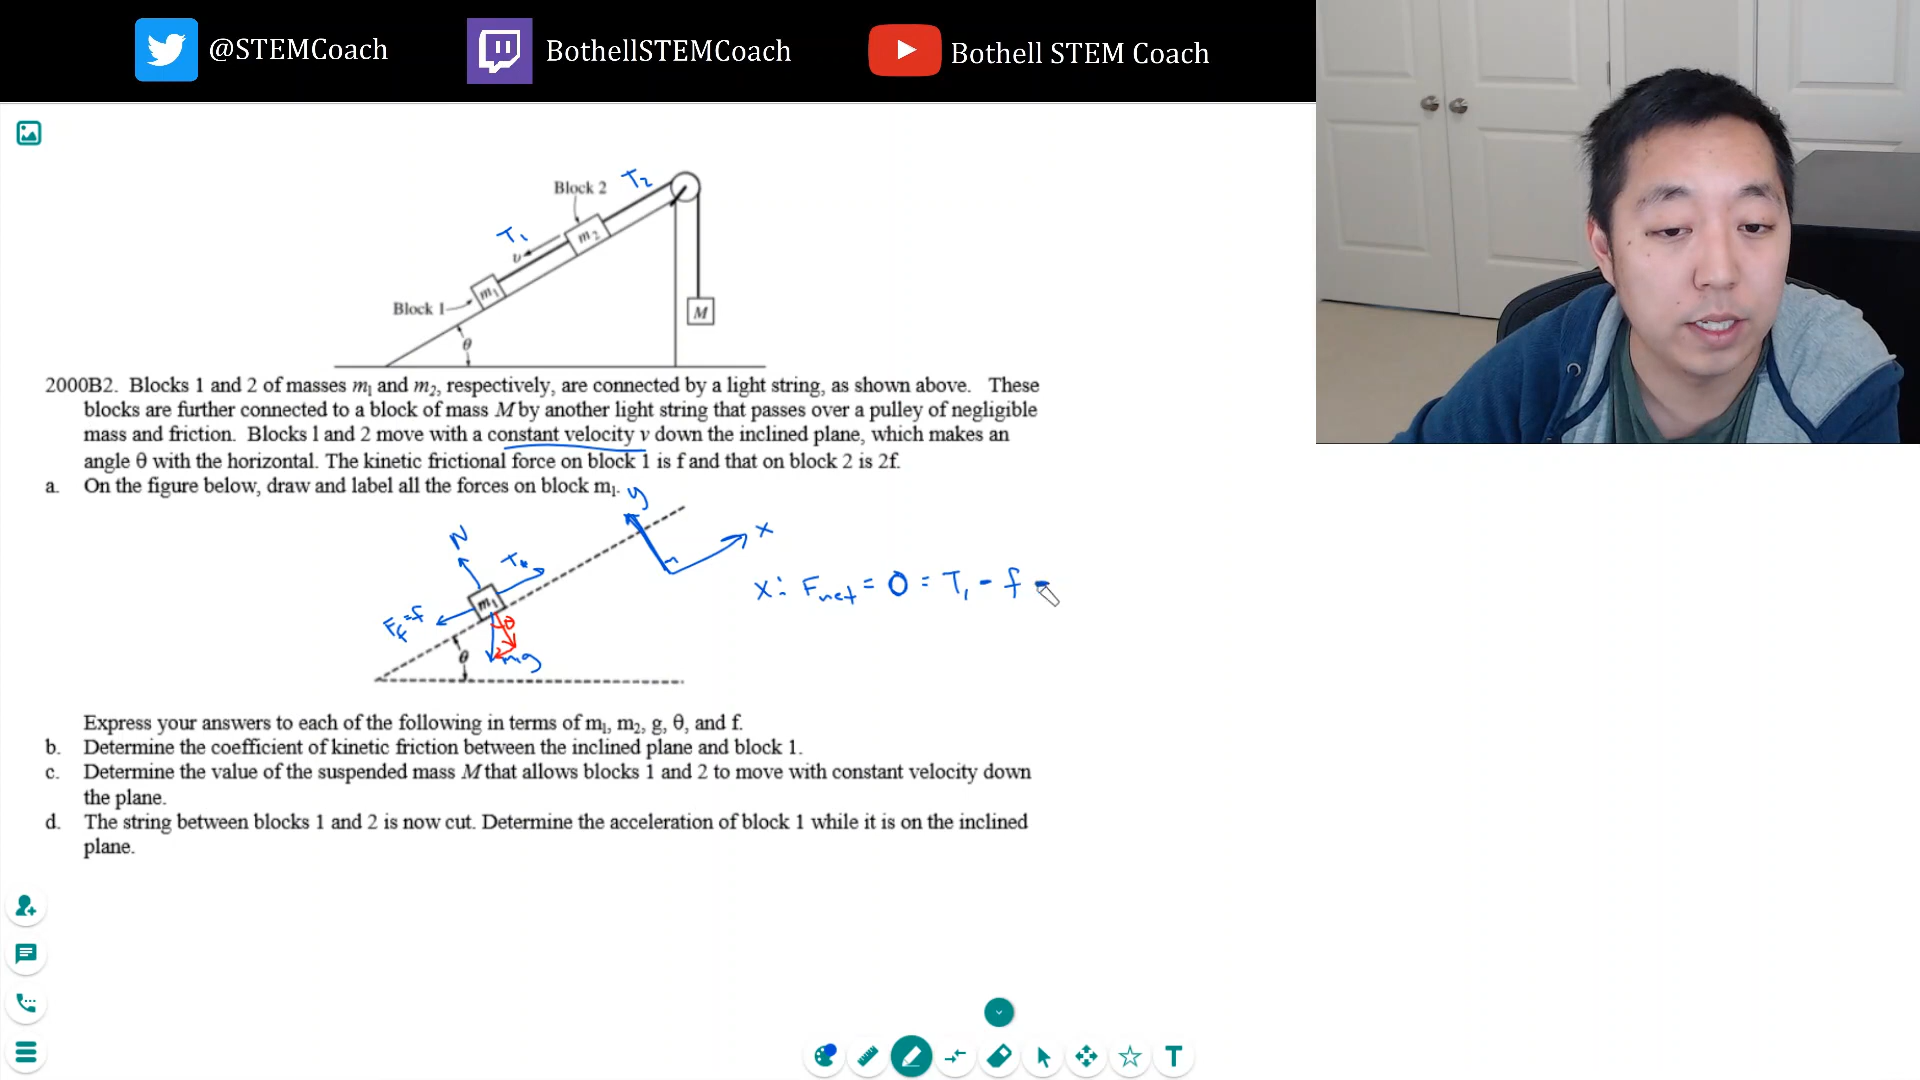 @STEMCoach
BothellSTEMCoach
Bothell STEM Coach
Block 2
T2
T1
m2
v
m1
Block 1
M
θ
2000B2. Blocks 1 and 2 of masses m1 and m2, respectively, are connected by a light string, as shown above. These
blocks are further connected to a block of mass M by another light string that passes over a pulley of negligible
mass and friction. Blocks 1 and 2 move with a constant velocity v down the inclined plane, which makes an
angle θ with the horizontal. The kinetic frictional force on block 1 is f and that on block 2 is 2f.
a. On the figure below, draw and label all the forces on block m1.
y
x
N
m1
Ff=f
θ
mg
θ
x: Fnet = 0 = T1 - f -
Express your answers to each of the following in terms of m1, m2, g, θ, and f.
b. Determine the coefficient of kinetic friction between the inclined plane and block 1.
c. Determine the value of the suspended mass M that allows blocks 1 and 2 to move with constant velocity down
the plane.
d. The string between blocks 1 and 2 is now cut. Determine the acceleration of block 1 while it is on the inclined
plane.
T